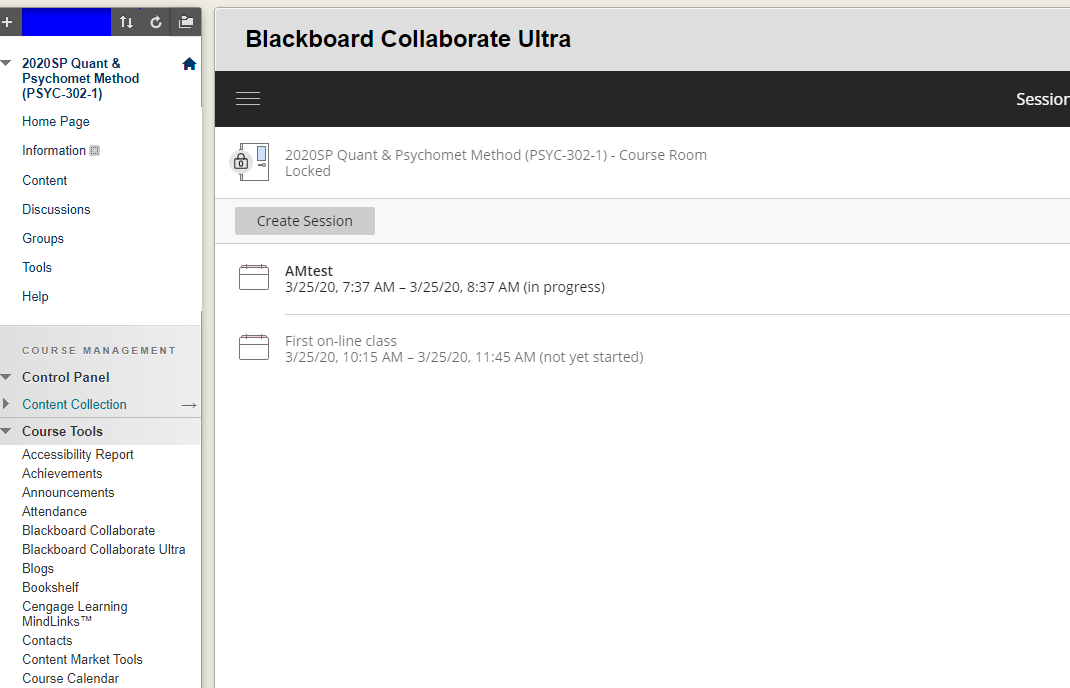 2020SP Quant &
Psychomet Method
(PSYC-302-1)
Home Page
Information
Content
Discussions
Groups
Tools
Help
COURSE MANAGEMENT
Control Panel
Content Collection
Course Tools
Accessibility Report
Achievements
Announcements
Attendance
Blackboard Collaborate
Blackboard Collaborate Ultra
Blogs
Bookshelf
Cengage Learning
MindLinks™
Contacts
Content Market Tools
Course Calendar
Blackboard Collaborate Ultra
Session
2020SP Quant & Psychomet Method (PSYC-302-1) - Course Room
Locked
Create Session
AMtest
3/25/20, 7:37 AM – 3/25/20, 8:37 AM (in progress)
First on-line class
3/25/20, 10:15 AM – 3/25/20, 11:45 AM (not yet started)